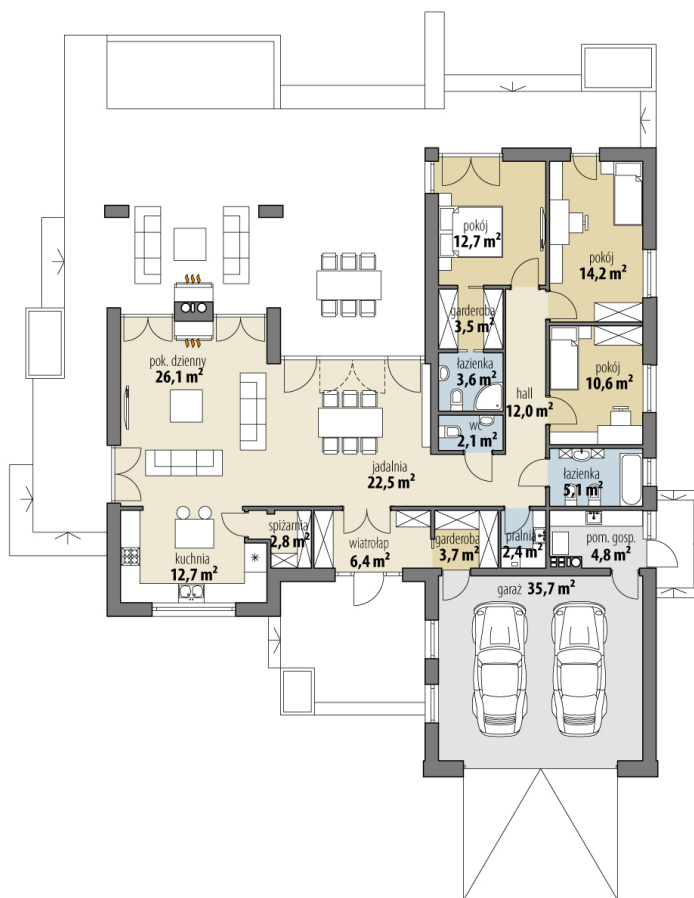 pokój
12,7 m²
pokój
14,2 m²
garderoba
3,5 m²
pok. dzienny
26,1 m²
łazienka
3,6 m²
hall
12,0 m²
pokój
10,6 m²
wc
2,1 m²
jadalnia
22,5 m²
łazienka
5,1 m²
kuchnia
12,7 m²
spiżarnia
2,8 m²
wiatrołap
6,4 m²
garderoba
3,7 m²
pralnia
2,4 m²
pom. gosp.
4,8 m²
garaż 35,7 m²